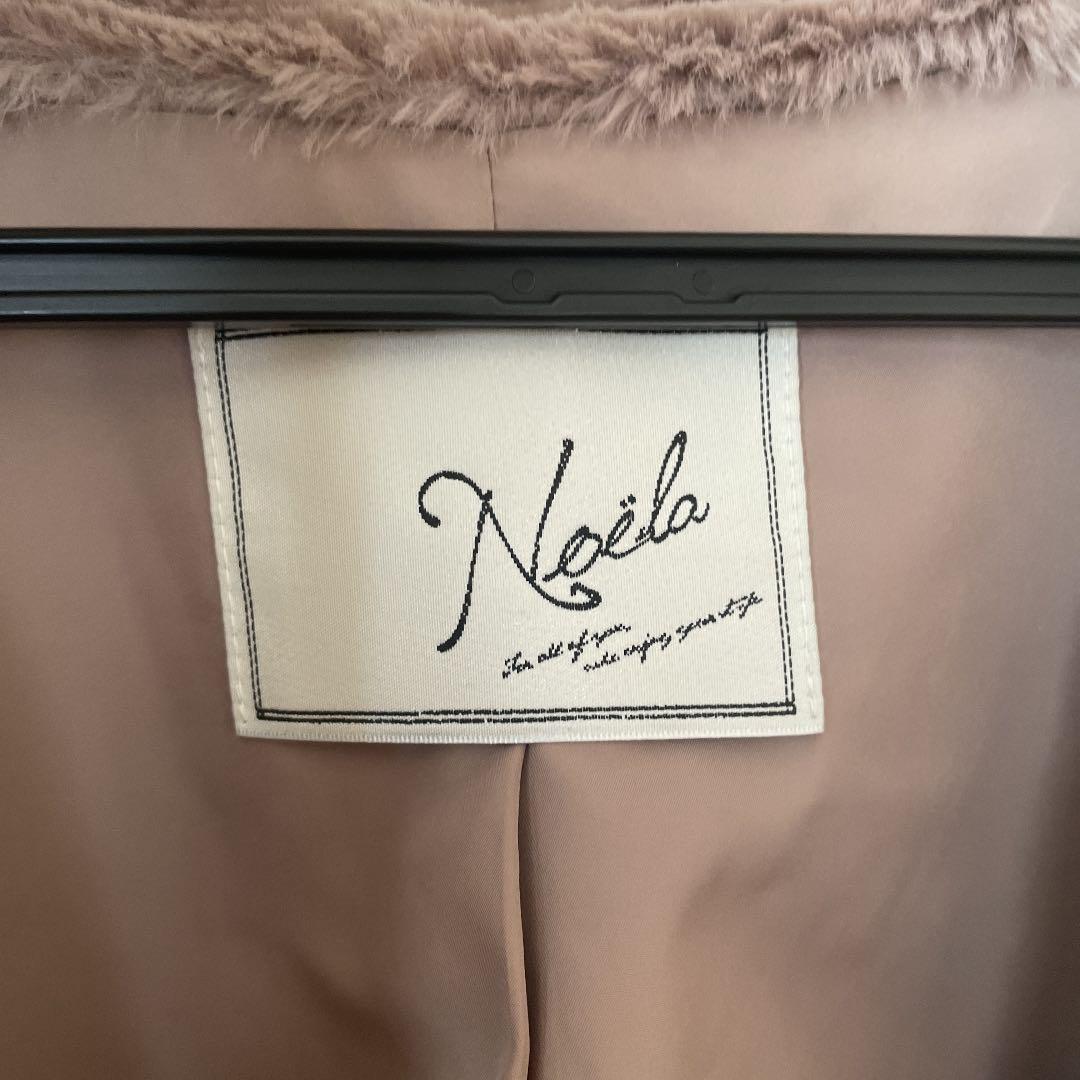 Noëla
for all of you,
who enjoy your style